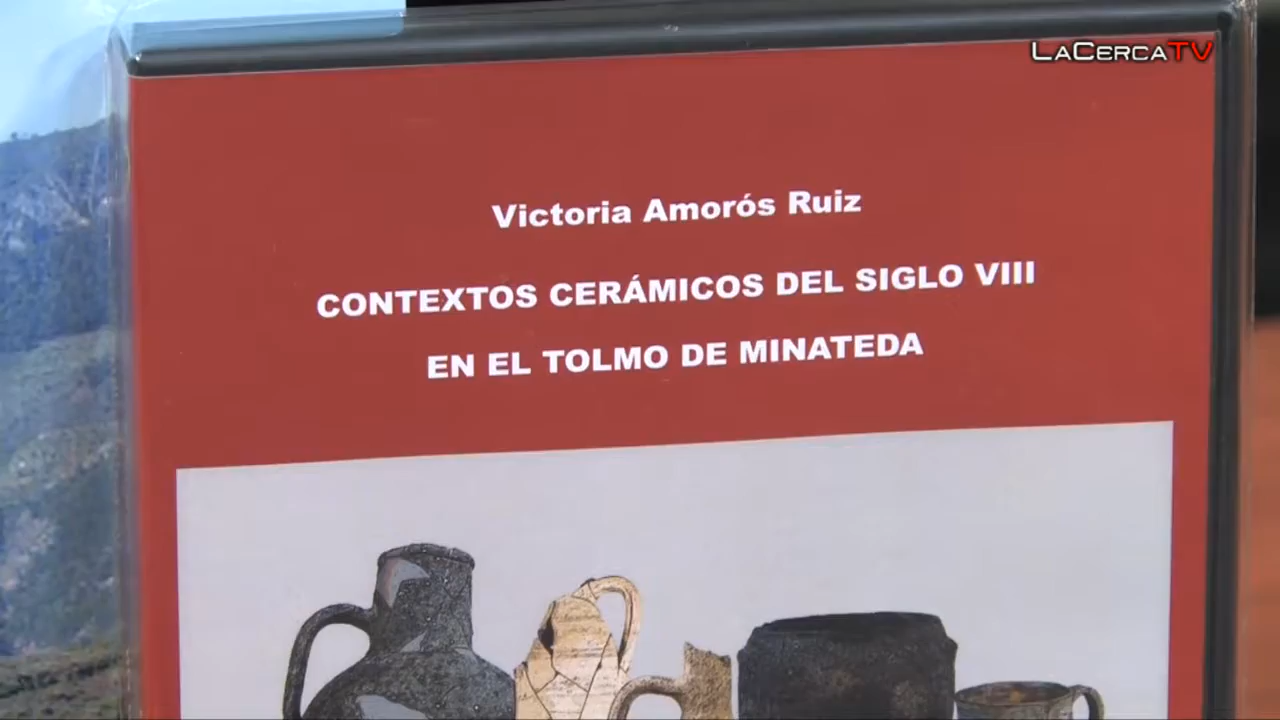 LACERCATV
Victoria Amorós Ruiz
CONTEXTOS CERÁMICOS DEL SIGLO VIII
EN EL TOLMO DE MINATEDA